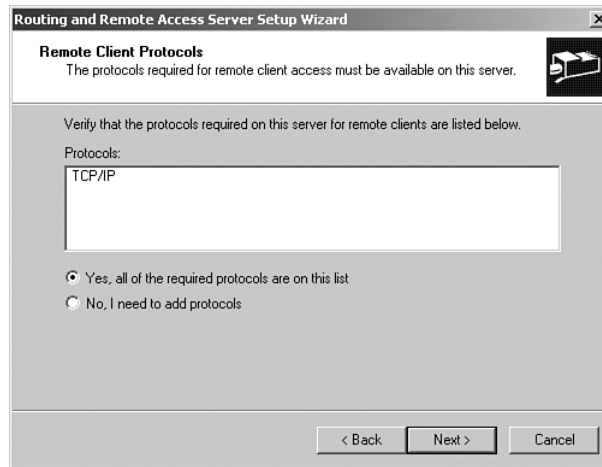 Routing and Remote Access Server Setup Wizard
Remote Client Protocols
The protocols required for remote client access must be available on this server.
Verify that the protocols required on this server for remote clients are listed below.
Protocols:
TCP/IP
Yes, all of the required protocols are on this list
No, I need to add protocols
< Back Next > Cancel